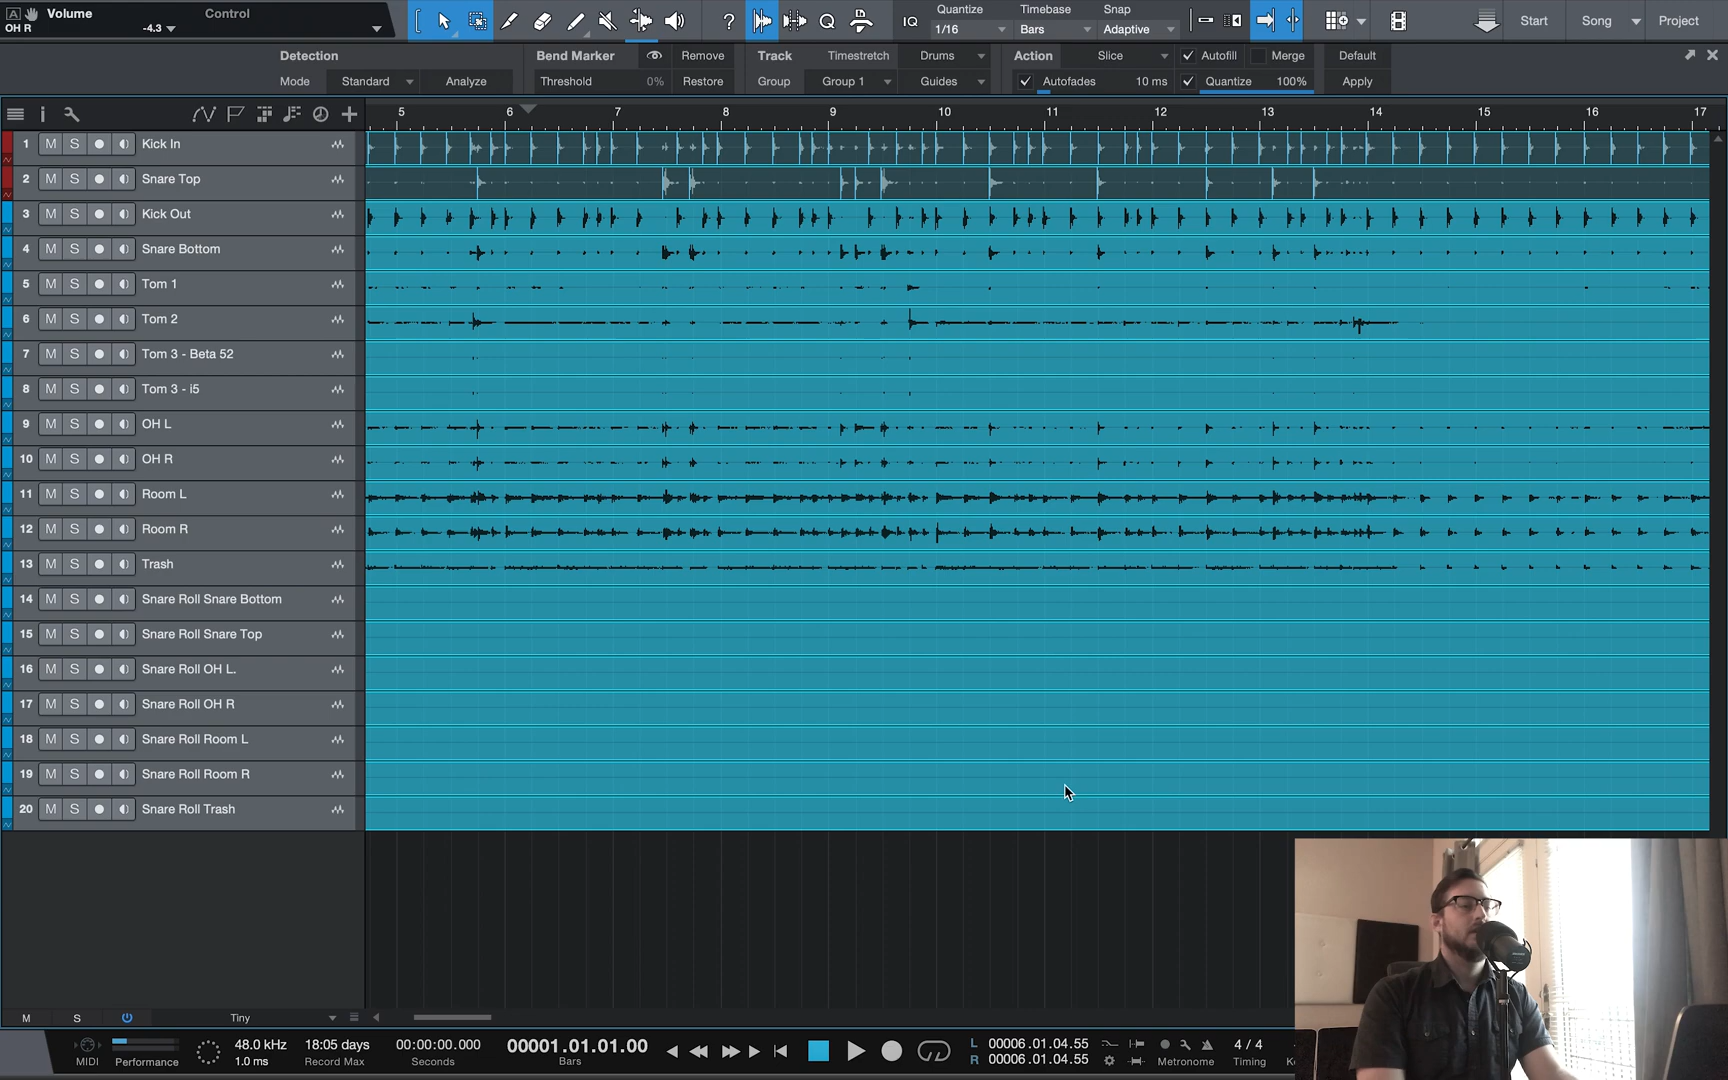 A Volume Control
OH R -4.3
Quantize Timebase Snap
IQ 1/16 Bars Adaptive
Start Song Project
Detection Bend Marker Remove Track Timestretch Drums Action Slice Autofill Merge Default
Mode Standard Analyze Threshold 0% Restore Group Group 1 Guides Autofades 10 ms Quantize 100% Apply
5 6 7 8 9 10 11 12 13 14 15 16 17
1 M S Kick In
2 M S Snare Top
3 M S Kick Out
4 M S Snare Bottom
5 M S Tom 1
6 M S Tom 2
7 M S Tom 3 - Beta 52
8 M S Tom 3 - i5
9 M S OH L
10 M S OH R
11 M S Room L
12 M S Room R
13 M S Trash
14 M S Snare Roll Snare Bottom
15 M S Snare Roll Snare Top
16 M S Snare Roll OH L.
17 M S Snare Roll OH R
18 M S Snare Roll Room L
19 M S Snare Roll Room R
20 M S Snare Roll Trash
M S Tiny
48.0 kHz 18:05 days 00:00:00.000 00001.01.01.00 L 00006.01.04.55 4 / 4
MIDI Performance 1.0 ms Record Max Seconds Bars R 00006.01.04.55 Metronome Timing